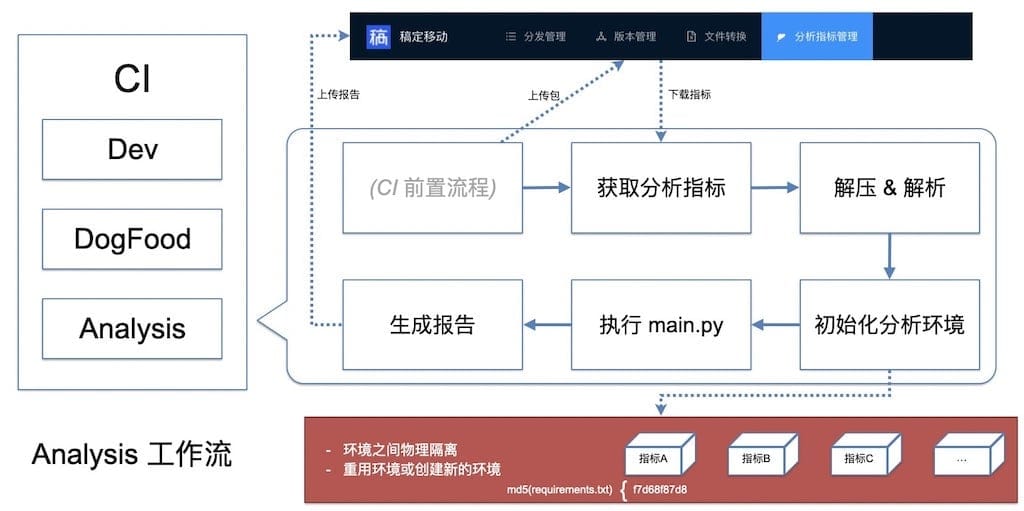 稿 稿定移动 分发管理 版本管理 文件转换 分析指标管理
CI
Dev
DogFood
Analysis
Analysis 工作流
上传报告
上传包
下载指标
(CI 前置流程)
获取分析指标
解压 & 解析
初始化分析环境
执行 main.py
生成报告
- 环境之间物理隔离
- 重用环境或创建新的环境
md5(requirements.txt) { f7d68f87d8
指标A
指标B
指标C
...